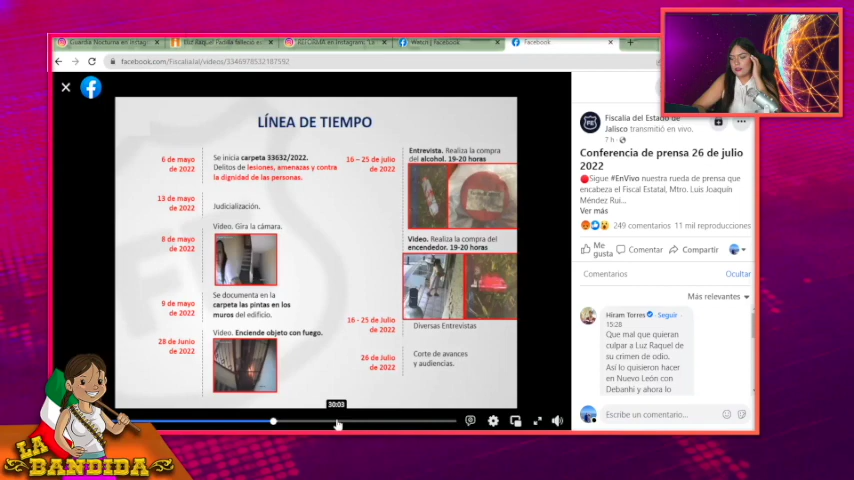 Guarda Nocturna en Instagr
Luz Raquel Padilla falleció es
REFORMA en Instagram: "La
Watch | Facebook
Facebook
facebook.com/FiscaliaJal/videos/3346978532187592
LÍNEA DE TIEMPO
6 de mayo
de 2022
Se inicia carpeta 33632/2022.
Delitos de lesiones, amenazas y contra
la dignidad de las personas.
13 de mayo
de 2022
Judicialización.
8 de mayo
de 2022
Video. Gira la cámara.
9 de mayo
de 2022
Se documenta en la
carpeta las pintas en los
muros del edificio.
28 de Junio
de 2022
Video. Enciende objeto con fuego.
16 – 25 de julio
de 2022
Entrevista. Realiza la compra
del alcohol. 19-20 horas
Video. Realiza la compra del
encendedor. 19-20 horas
16 - 25 de Julio
de 2022
Diversas Entrevistas
26 de Julio
de 2022
Corte de avances
y audiencias.
30:03
Fiscalía del Estado de
Jalisco transmitió en vivo.
7 h
Conferencia de prensa 26 de julio
2022
Sigue #EnVivo nuestra rueda de prensa que
encabeza el Fiscal Estatal, Mtro. Luis Joaquín
Méndez Rui...
Ver más
249 comentarios 11 mil reproducciones
Me
gusta
Comentar
Compartir
Comentarios
Ocultar
Más relevantes
Hiram Torres · Seguir ·
15:28
Que mal que quieran
culpar a Luz Raquel de
su crimen de odio.
Así lo quisieron hacer
en Nuevo León con
Debanhi y ahora lo
Escribe un comentario...
LA
BANDIDA